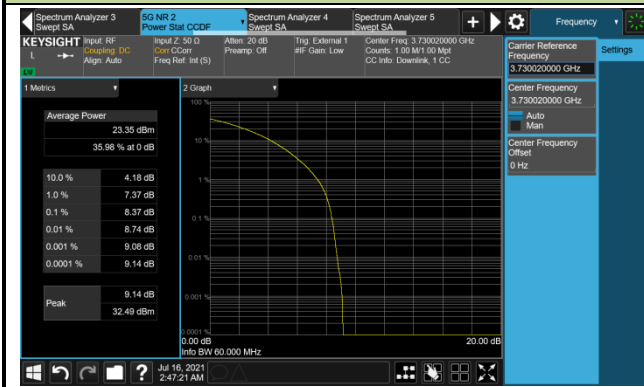 Spectrum Analyzer 3
Swept SA
5G NR 2
Power Stat CCDF
Spectrum Analyzer 4
Swept SA
Spectrum Analyzer 5
Swept SA
Frequency
KEYSIGHT
L
Input: RF
Coupling: DC
Align: Auto
Input Z: 50 Ω
Corr CCorr
Freq Ref: Int (S)
Atten: 20 dB
Preamp: Off
Trig: External 1
#IF Gain: Low
Center Freq: 3.730020000 GHz
Counts: 1.00 M/1.00 Mpt
CC Info: Downlink, 1 CC
Carrier Reference
Frequency
3.730020000 GHz
Settings
Center Frequency
3.730020000 GHz
Auto
Man
Center Frequency
Offset
0 Hz
1 Metrics
Average Power
23.35 dBm
35.98 % at 0 dB
10.0 % 4.18 dB
1.0 % 7.37 dB
0.1 % 8.37 dB
0.01 % 8.74 dB
0.001 % 9.08 dB
0.0001 % 9.14 dB
Peak
9.14 dB
32.49 dBm
2 Graph
100 %
10 %
1 %
0.1 %
0.01 %
0.001 %
0.0001 %
0.00 dB 20.00 dB
Info BW 60.000 MHz
?
Jul 16, 2021
2:47:21 AM